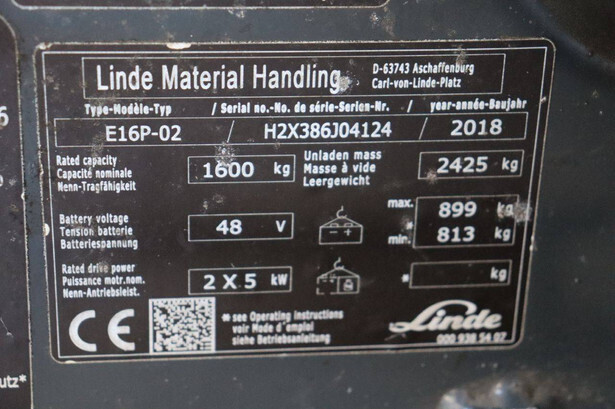 Linde Material Handling
D-63743 Aschaffenburg
Carl-von-Linde-Platz
Type-Modèle-Typ / Serial no.-No. de série-Serien-Nr. / year-année-Baujahr
E16P-02 / H2X386J04124 / 2018
Rated capacity
Capacité nominale
Nenn-Tragfähigkeit
1600 kg
Unladen mass
Masse à vide
Leergewicht
2425 kg
Battery voltage
Tension batterie
Batteriespannung
48 V
- +
max. 899 kg
* min. 813 kg
Rated drive power
Puissance motr.nom.
Nenn-Antriebsleist.
2 X 5 kW
* kg
CE
* see Operating instructions
voir Mode d'emploi
siehe Betriebsanleitung
Linde
000 938 54 07
utz*
6
e